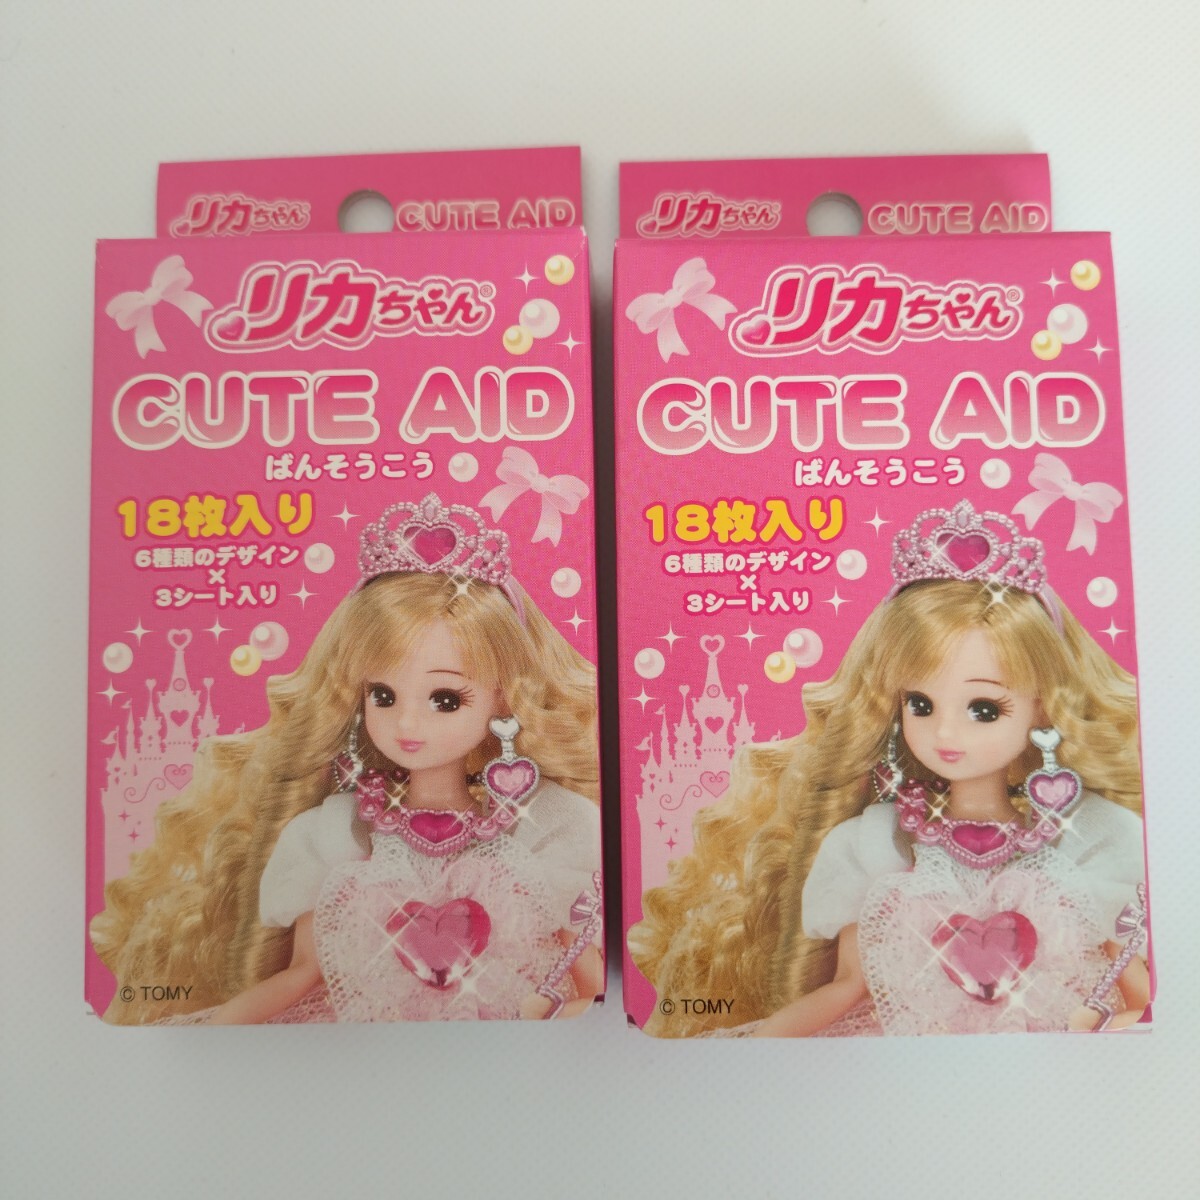 リカちゃん CUTE AID
リカちゃん®
CUTE AID
ばんそうこう
18枚入り
6種類のデザイン
×
3シート入り
© TOMY
リカちゃん CUTE AID
リカちゃん®
CUTE AID
ばんそうこう
18枚入り
6種類のデザイン
×
3シート入り
© TOMY